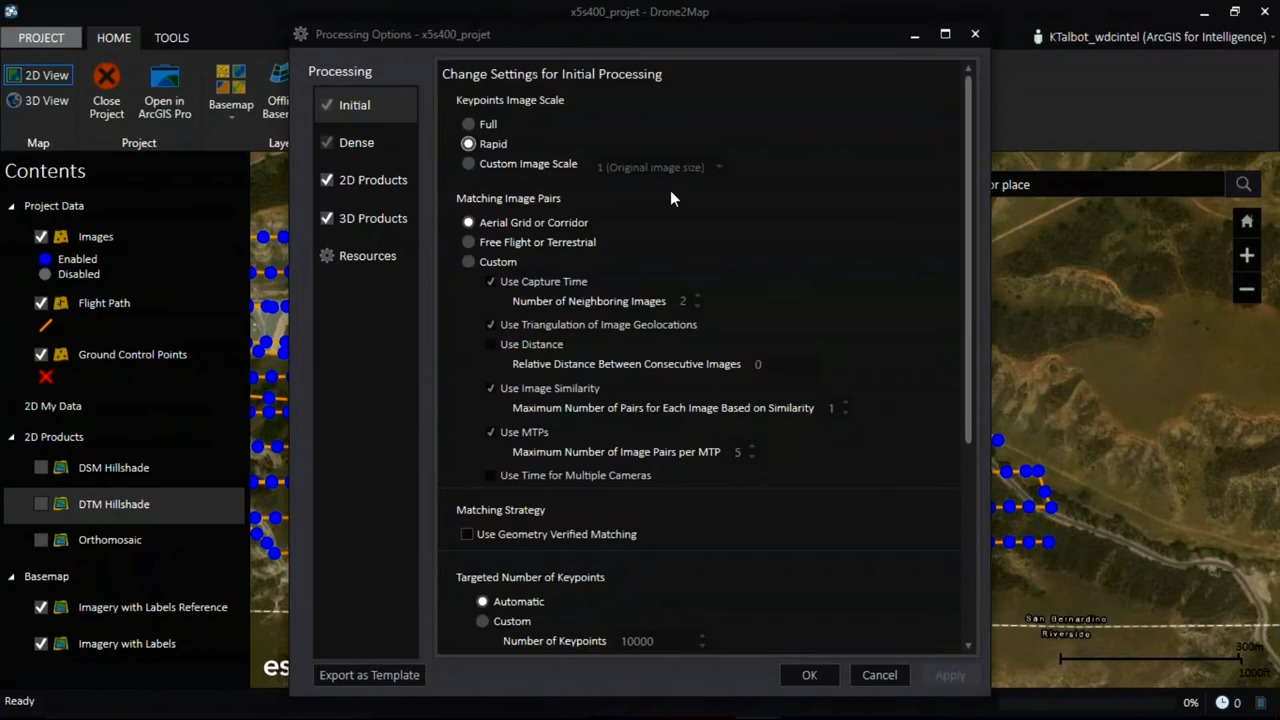 x5s400_projet - Drone2Map
PROJECT
HOME
TOOLS
KTalbot_wdcintel (ArcGIS for Intelligence)
2D View
3D View
Close Project
Open in ArcGIS Pro
Basemap
Map
Project
Contents
Project Data
Images
Enabled
Disabled
Flight Path
Ground Control Points
2D My Data
2D Products
DSM Hillshade
DTM Hillshade
Orthomosaic
Basemap
Imagery with Labels Reference
Imagery with Labels
Ready
Processing Options - x5s400_projet
Processing
Initial
Dense
2D Products
3D Products
Resources
Export as Template
Change Settings for Initial Processing
Keypoints Image Scale
Full
Rapid
Custom Image Scale 1 (Original image size)
Matching Image Pairs
Aerial Grid or Corridor
Free Flight or Terrestrial
Custom
Use Capture Time
Number of Neighboring Images 2
Use Triangulation of Image Geolocations
Use Distance
Relative Distance Between Consecutive Images 0
Use Image Similarity
Maximum Number of Pairs for Each Image Based on Similarity 1
Use MTPs
Maximum Number of Image Pairs per MTP 5
Use Time for Multiple Cameras
Matching Strategy
Use Geometry Verified Matching
Targeted Number of Keypoints
Automatic
Custom
Number of Keypoints 10000
OK
Cancel
Apply
or place
San Bernardino
Riverside
300m
1000ft
0%
0